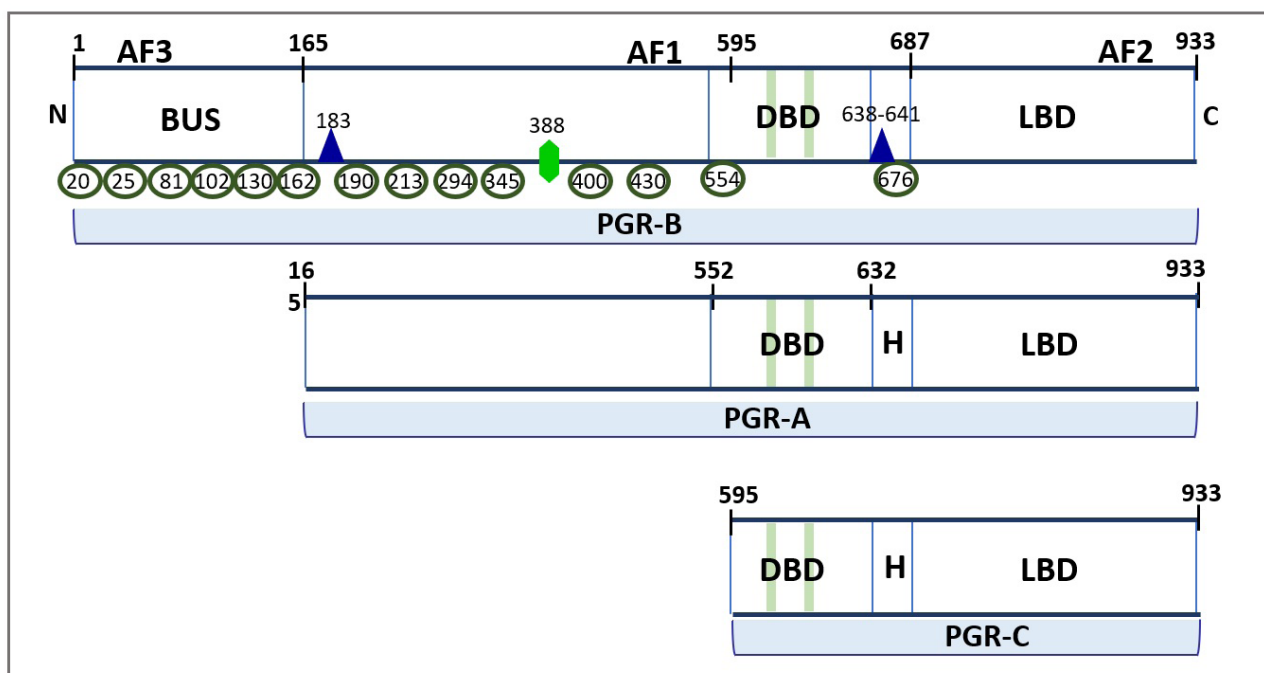 1 AF3 165 AF1 595 687 AF2 933
N BUS 183 388 DBD 638-641 LBD C
20 25 81 102 130 162 190 213 294 345 400 430 554 676
PGR-B
16 552 632 933
5
DBD H LBD
PGR-A
595 933
DBD H LBD
PGR-C